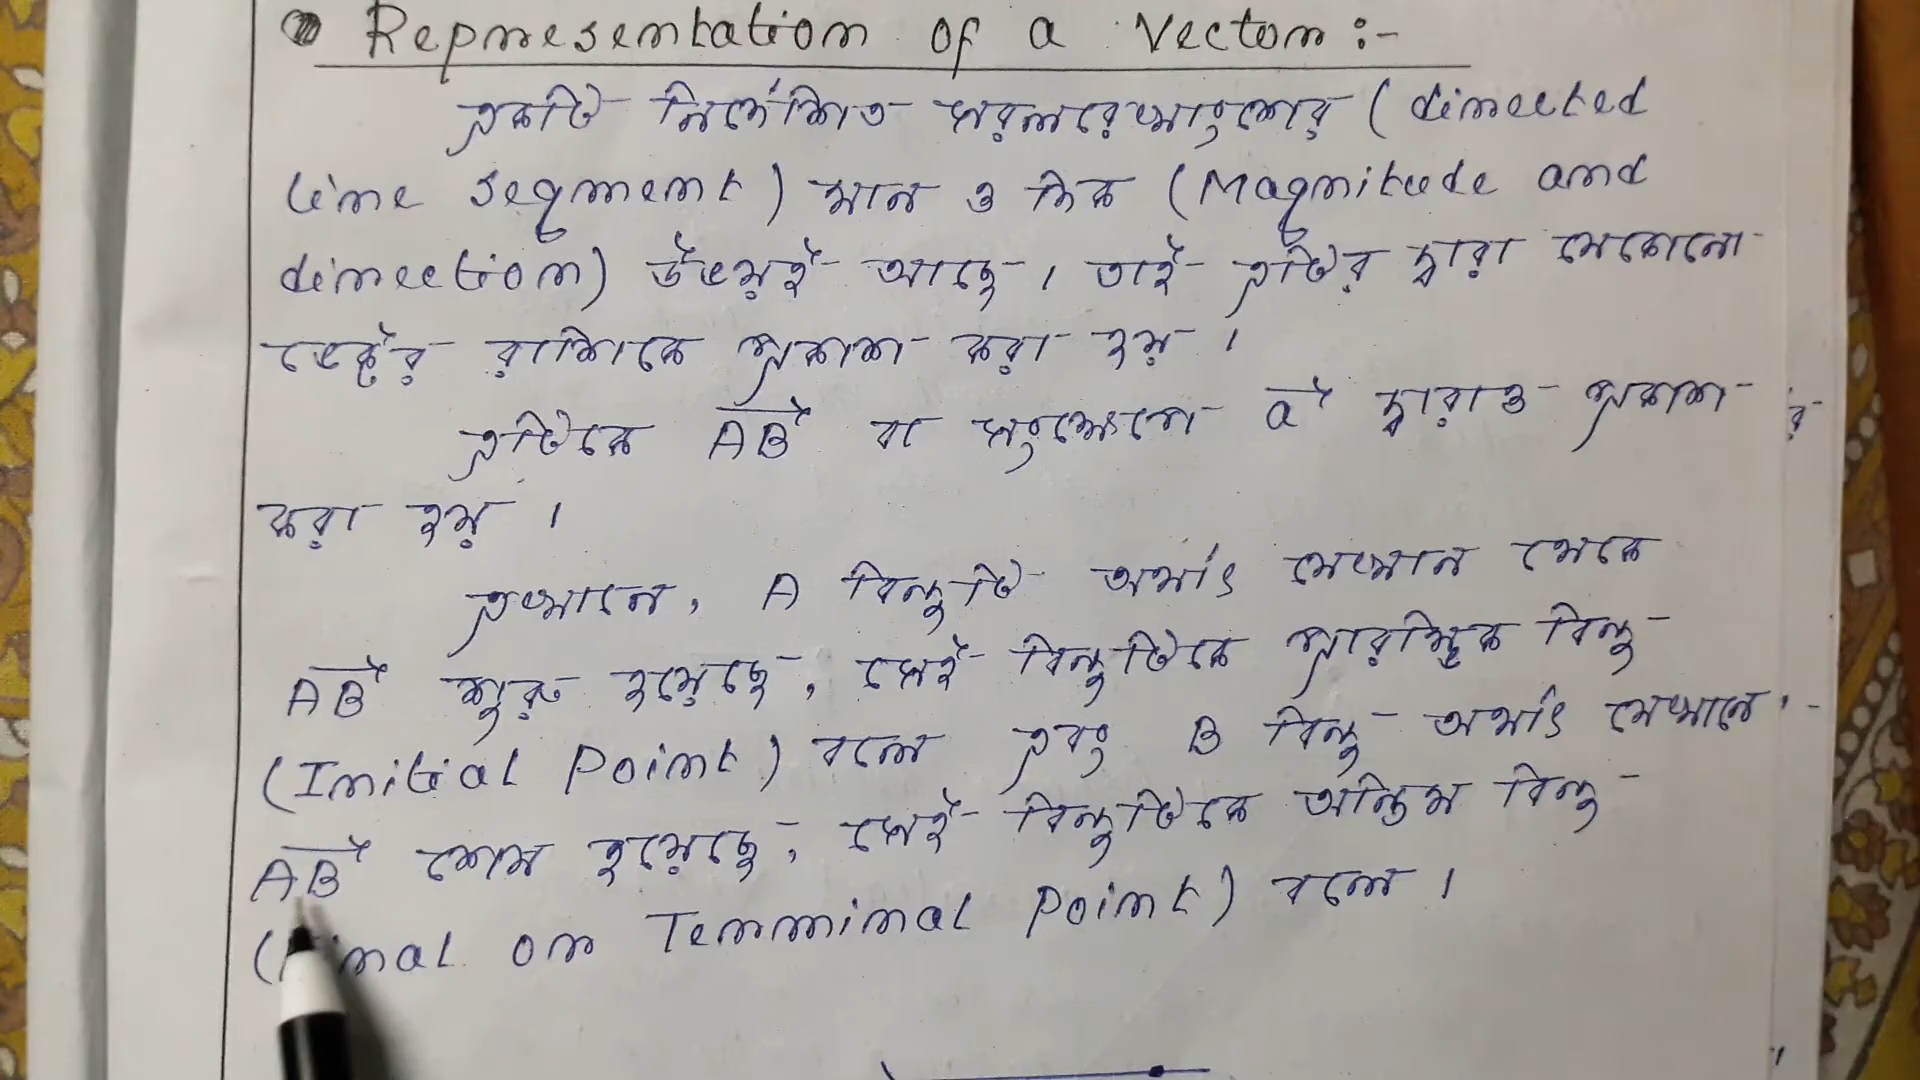 Representation of a Vector :-
একটি নির্দেশিত সরলরেখাংশের (directed
line segment) মান ও দিক (Magnitude and
direction) উভয়ই আছে । তাই এটির দ্বারা যেকোনো
ভেক্টর রাশিকে প্রকাশ করা হয় ।
এটিকে AB⃗ বা সংক্ষেপে a⃗ দ্বারাও প্রকাশ
করা হয় ।
এখানে, A বিন্দুটি অর্থাৎ যেখান থেকে
AB⃗ শুরু হয়েছে, সেই বিন্দুটিকে প্রারম্ভিক বিন্দু
(Initial Point) বলে এবং B বিন্দু অর্থাৎ যেখানে
AB⃗ শেষ হয়েছে, সেই বিন্দুটিকে অন্তিম বিন্দু
(Final or Terminal Point) বলে ।